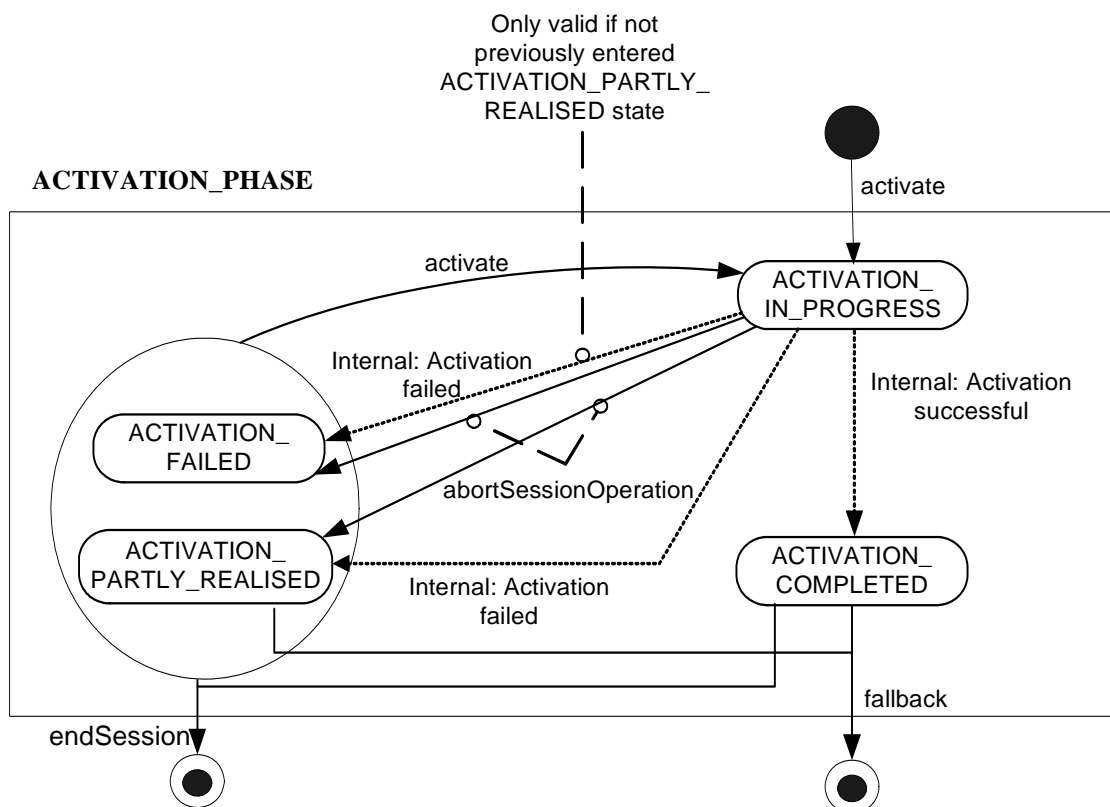 Only valid if not
previously entered
ACTIVATION_PARTLY_
REALISED state
ACTIVATION_PHASE
activate
activate
ACTIVATION_
IN_PROGRESS
Internal: Activation
failed
Internal: Activation
successful
ACTIVATION_
FAILED
abortSessionOperation
ACTIVATION_
PARTLY_REALISED
Internal: Activation
failed
ACTIVATION_
COMPLETED
fallback
endSession